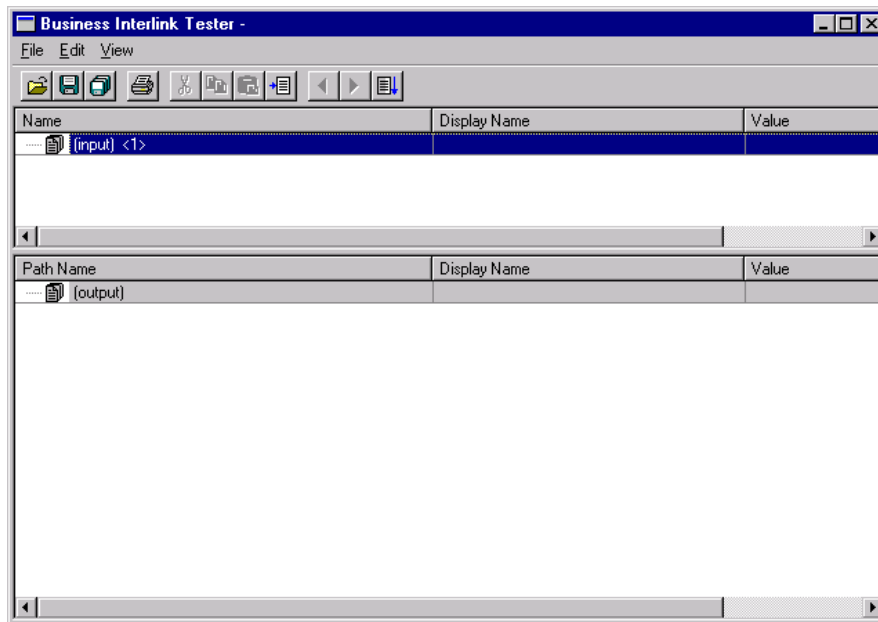 Business Interlink Tester -
File Edit View
Name Display Name Value
(input) <1>
Path Name Display Name Value
(output)